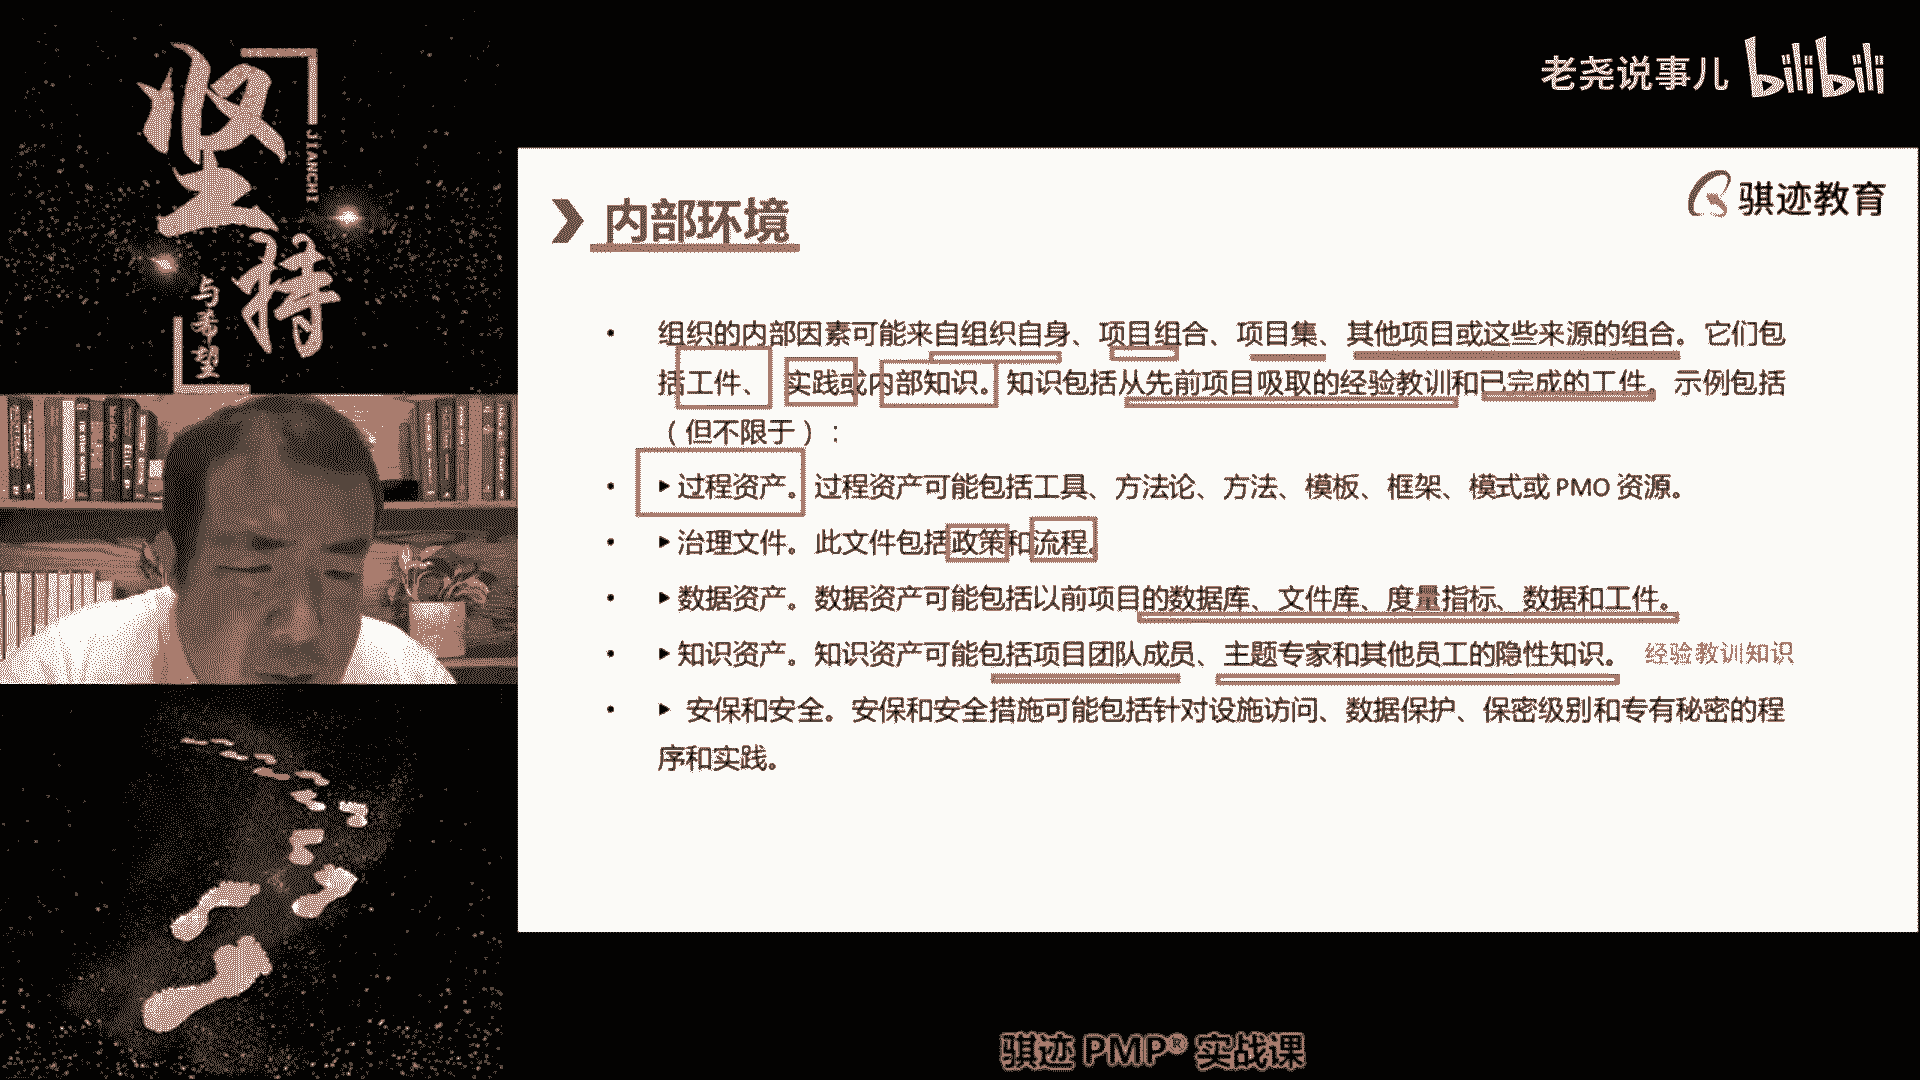 坚持
JIANCHI
与希望
老尧说事儿 bilibili
骐迹教育
内部环境
• 组织的内部因素可能来自组织自身、项目组合、项目集、其他项目或这些来源的组合。它们包
括工件、实践或内部知识。知识包括从先前项目吸取的经验教训和已完成的工件。示例包括
（但不限于）：
• ▶过程资产。过程资产可能包括工具、方法论、方法、模板、框架、模式或 PMO 资源。
• ▶治理文件。此文件包括政策和流程。
• ▶数据资产。数据资产可能包括以前项目的数据库、文件库、度量指标、数据和工件。
• ▶知识资产。知识资产可能包括项目团队成员、主题专家和其他员工的隐性知识。 经验教训知识
• ▶ 安保和安全。安保和安全措施可能包括针对设施访问、数据保护、保密级别和专有秘密的程
序和实践。
骐迹 PMP® 实战课